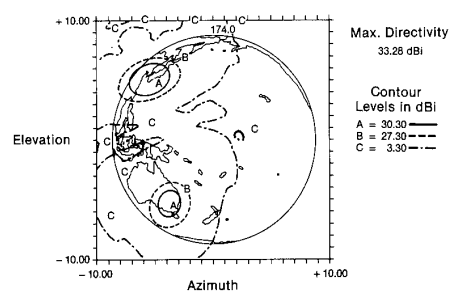 + 10.00
C
C
C
174.0
Max. Directivity
33.28 dBi
B
A
Contour
Levels in dBi
A = 30.30
B = 27.30
C = 3.30
C
C
C
Elevation
C
C
B
A
C
- 10.00
- 10.00
+ 10.00
Azimuth